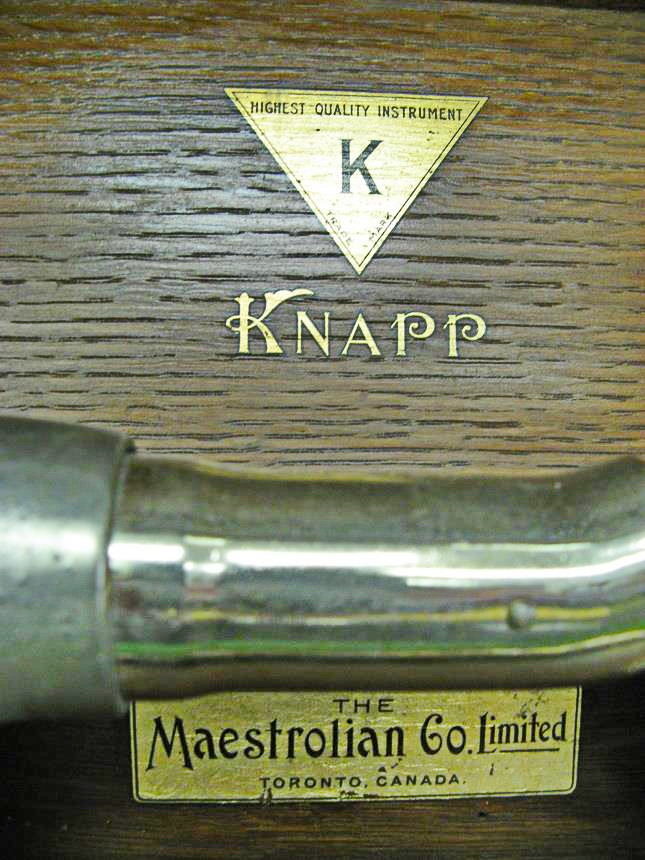 HIGHEST QUALITY INSTRUMENT
K
TRADE MARK
KNAPP
THE
Maestrolian Co. Limited
TORONTO, CANADA.